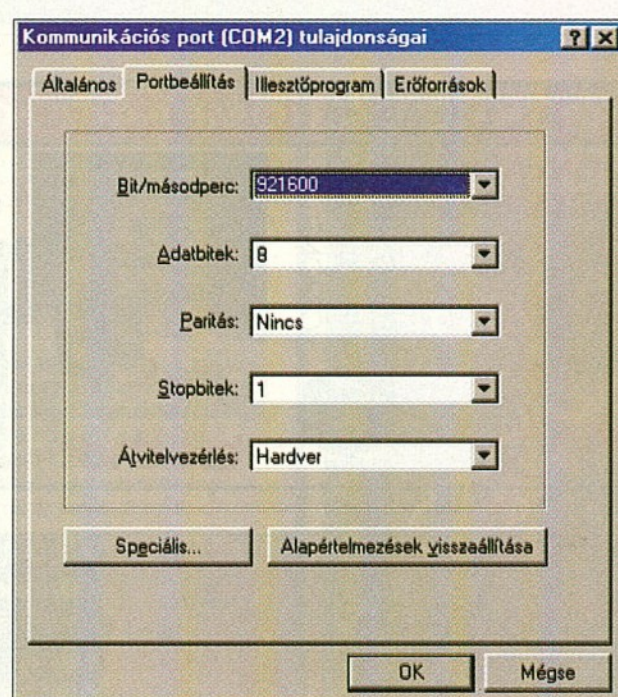 Kommunikációs port (COM2) tulajdonságai
Általános Portbeállítás Illesztőprogram Erőforrások
Bit/másodperc: 921600
Adatbitek: 8
Paritás: Nincs
Stopbitek: 1
Átvitelvezérlés: Hardver
Speciális... Alapértelmezések visszaállítása
OK Mégse